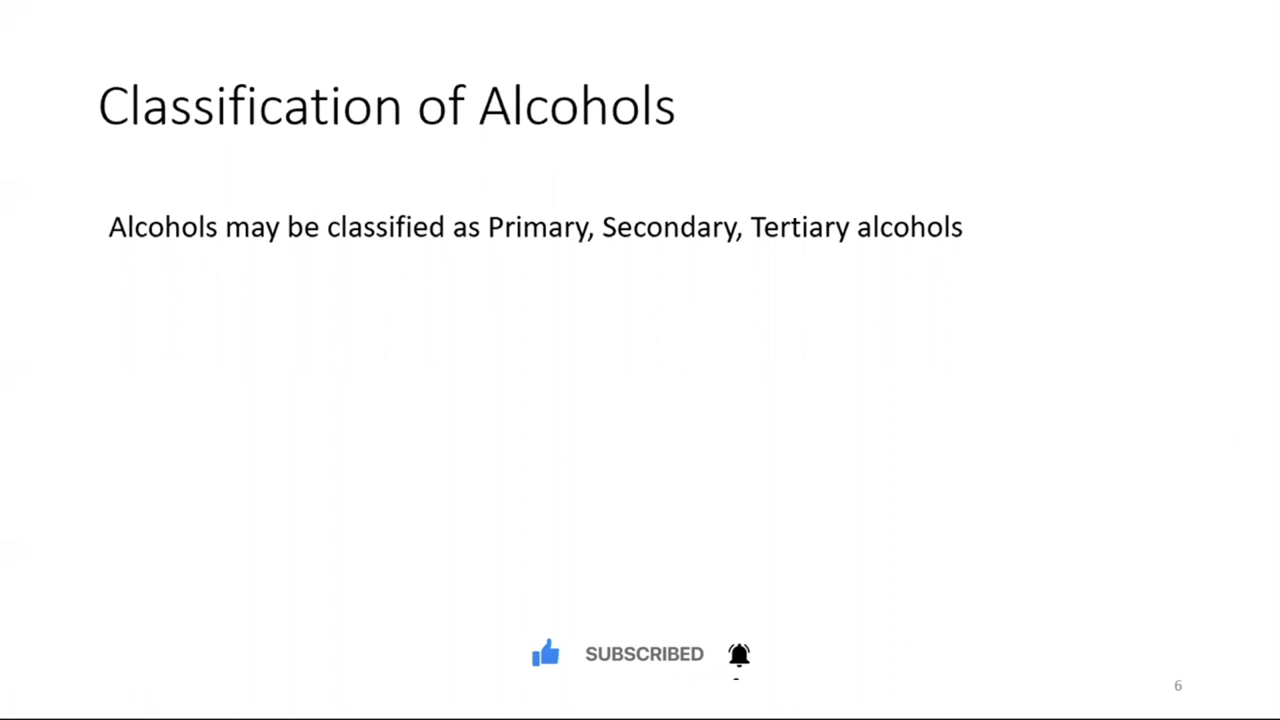 Classification of Alcohols
Alcohols may be classified as Primary, Secondary, Tertiary alcohols
SUBSCRIBED
6